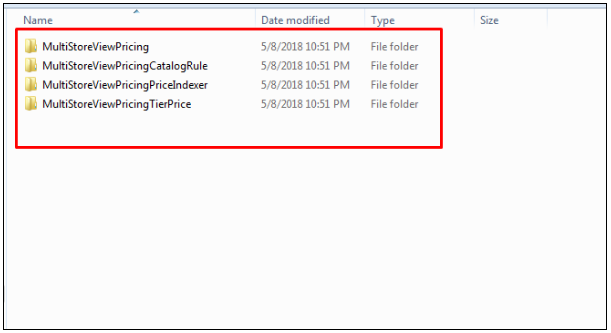 Name Date modified Type Size
MultiStoreViewPricing 5/8/2018 10:51 PM File folder
MultiStoreViewPricingCatalogRule 5/8/2018 10:51 PM File folder
MultiStoreViewPricingPriceIndexer 5/8/2018 10:51 PM File folder
MultiStoreViewPricingTierPrice 5/8/2018 10:51 PM File folder